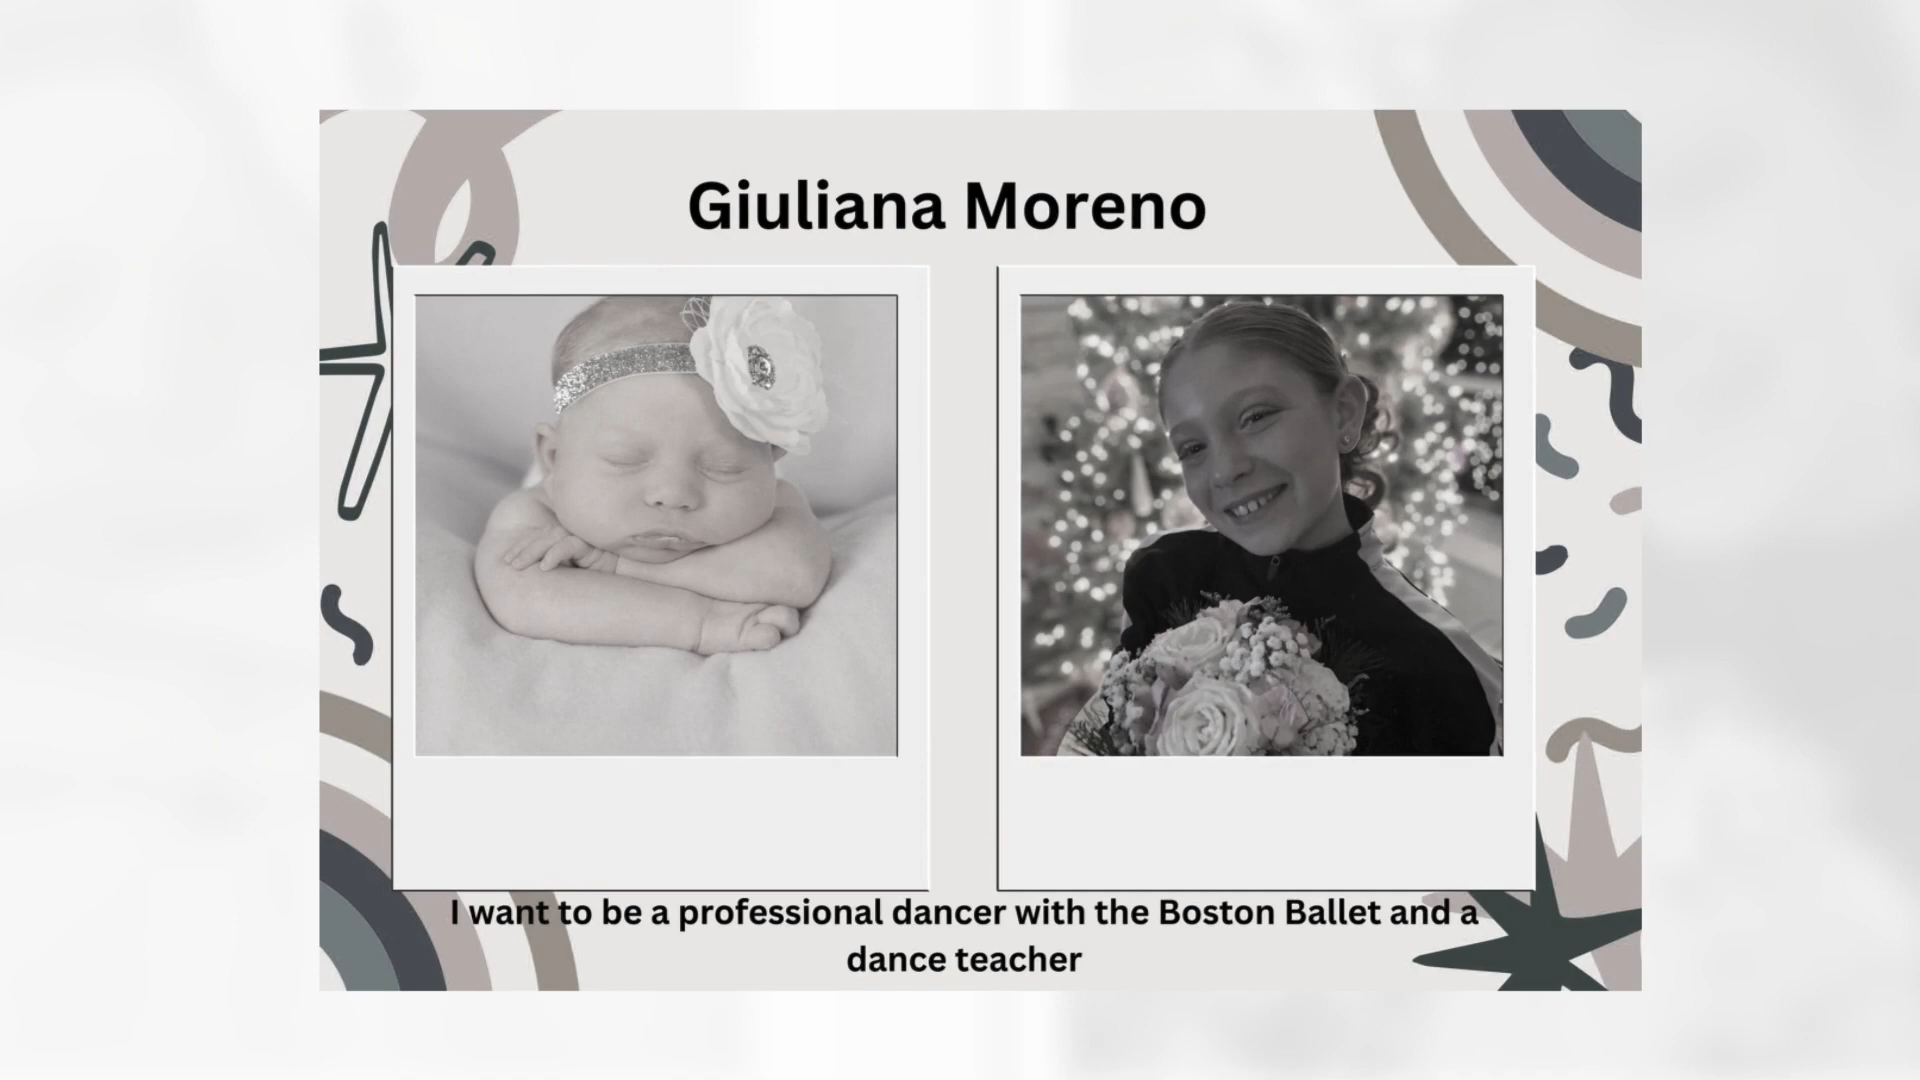 Giuliana Moreno
I want to be a professional dancer with the Boston Ballet and a
dance teacher